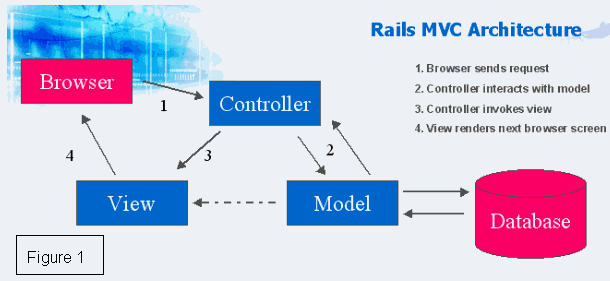 Rails MVC Architecture
Browser
1. Browser sends request
2. Controller interacts with model
3. Controller invokes view
4. View renders next browser screen
1
Controller
4
3
2
View
Model
Database
Figure 1